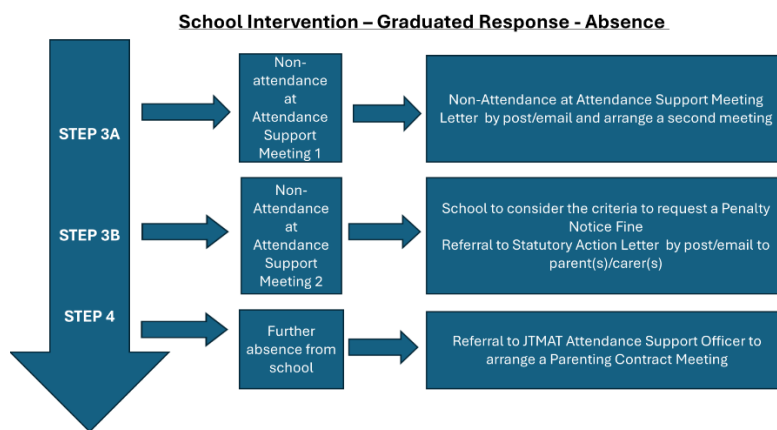 School Intervention – Graduated Response - Absence
STEP 3A
Non-
attendance
at
Attendance
Support
Meeting 1
Non-Attendance at Attendance Support Meeting
Letter by post/email and arrange a second meeting
STEP 3B
Non-
Attendance
at
Attendance
Support
Meeting 2
School to consider the criteria to request a Penalty
Notice Fine
Referral to Statutory Action Letter by post/email to
parent(s)/carer(s)
STEP 4
Further
absence from
school
Referral to JTMAT Attendance Support Officer to
arrange a Parenting Contract Meeting